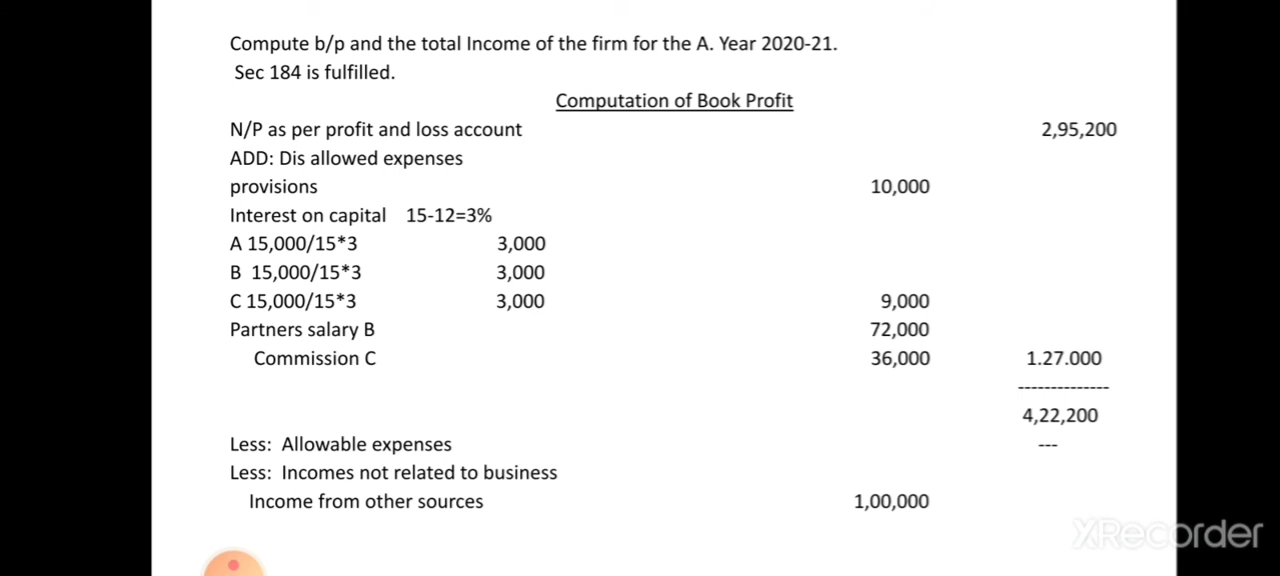 Compute b/p and the total Income of the firm for the A. Year 2020-21.
Sec 184 is fulfilled.
Computation of Book Profit
N/P as per profit and loss account 2,95,200
ADD: Dis allowed expenses
provisions 10,000
Interest on capital 15-12=3%
A 15,000/15*3 3,000
B 15,000/15*3 3,000
C 15,000/15*3 3,000 9,000
Partners salary B 72,000
Commission C 36,000 1.27.000
--------------
4,22,200
Less: Allowable expenses ---
Less: Incomes not related to business
Income from other sources 1,00,000
XRecorder